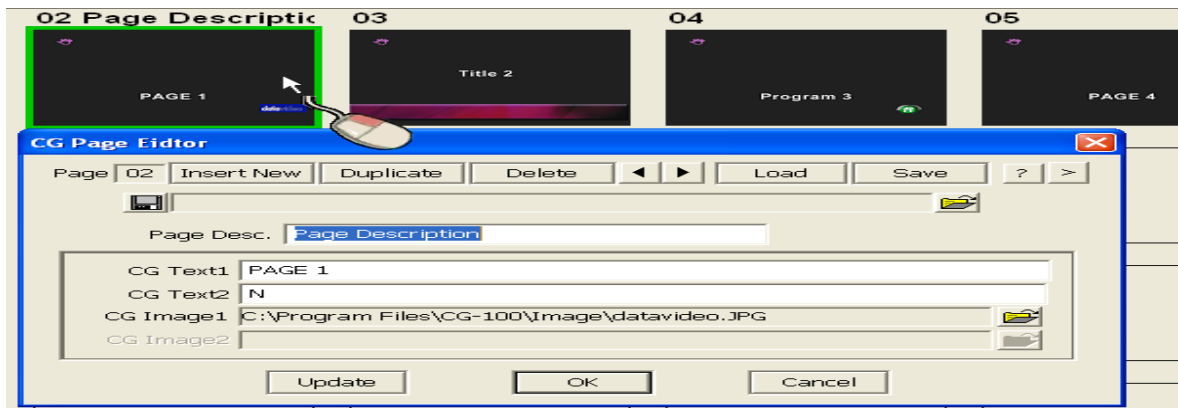 02 Page Descriptic 03 04 05
PAGE 1
datavideo
Title 2
Program 3
PAGE 4
CG Page Eidtor
Page 02 Insert New Duplicate Delete Load Save ? >
Page Desc. Page Description
CG Text1 PAGE 1
CG Text2 N
CG Image1 C:\Program Files\CG-100\Image\datavideo.JPG
CG Image2
Update OK Cancel